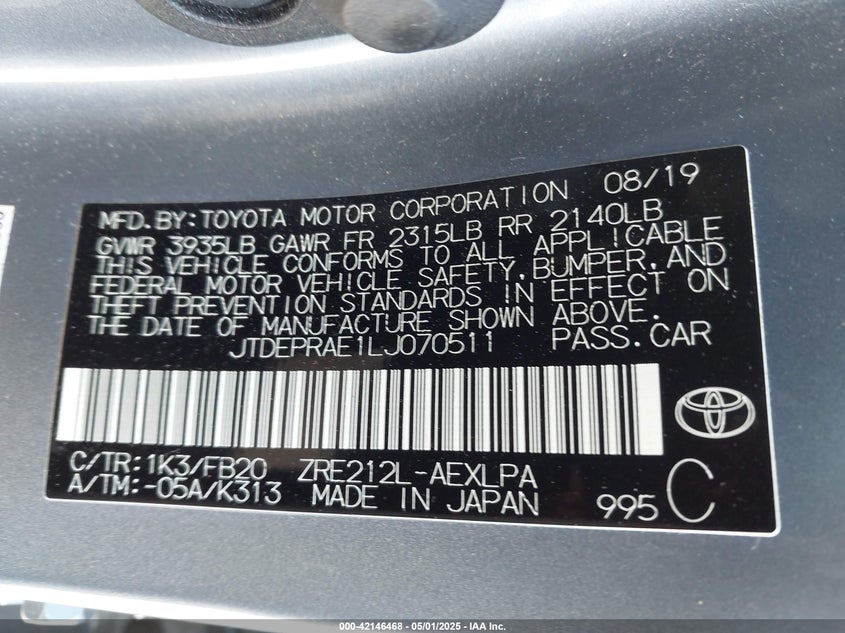 MFD.BY:TOYOTA MOTOR CORPORATION 08/19
GVWR 3935LB GAWR FR 2315LB RR 2140LB
THIS VEHICLE CONFORMS TO ALL APPLICABLE
FEDERAL MOTOR VEHICLE SAFETY,BUMPER,AND
THEFT PREVENTION STANDARDS IN EFFECT ON
THE DATE OF MANUFACTURE SHOWN ABOVE.
JTDEPRAE1LJ070511 PASS.CAR
C/TR:1K3/FB20 ZRE212L-AEXLPA
A/TM:-05A/K313 MADE IN JAPAN 995 C
000-42146468 - 05/01/2025 - IAA Inc.